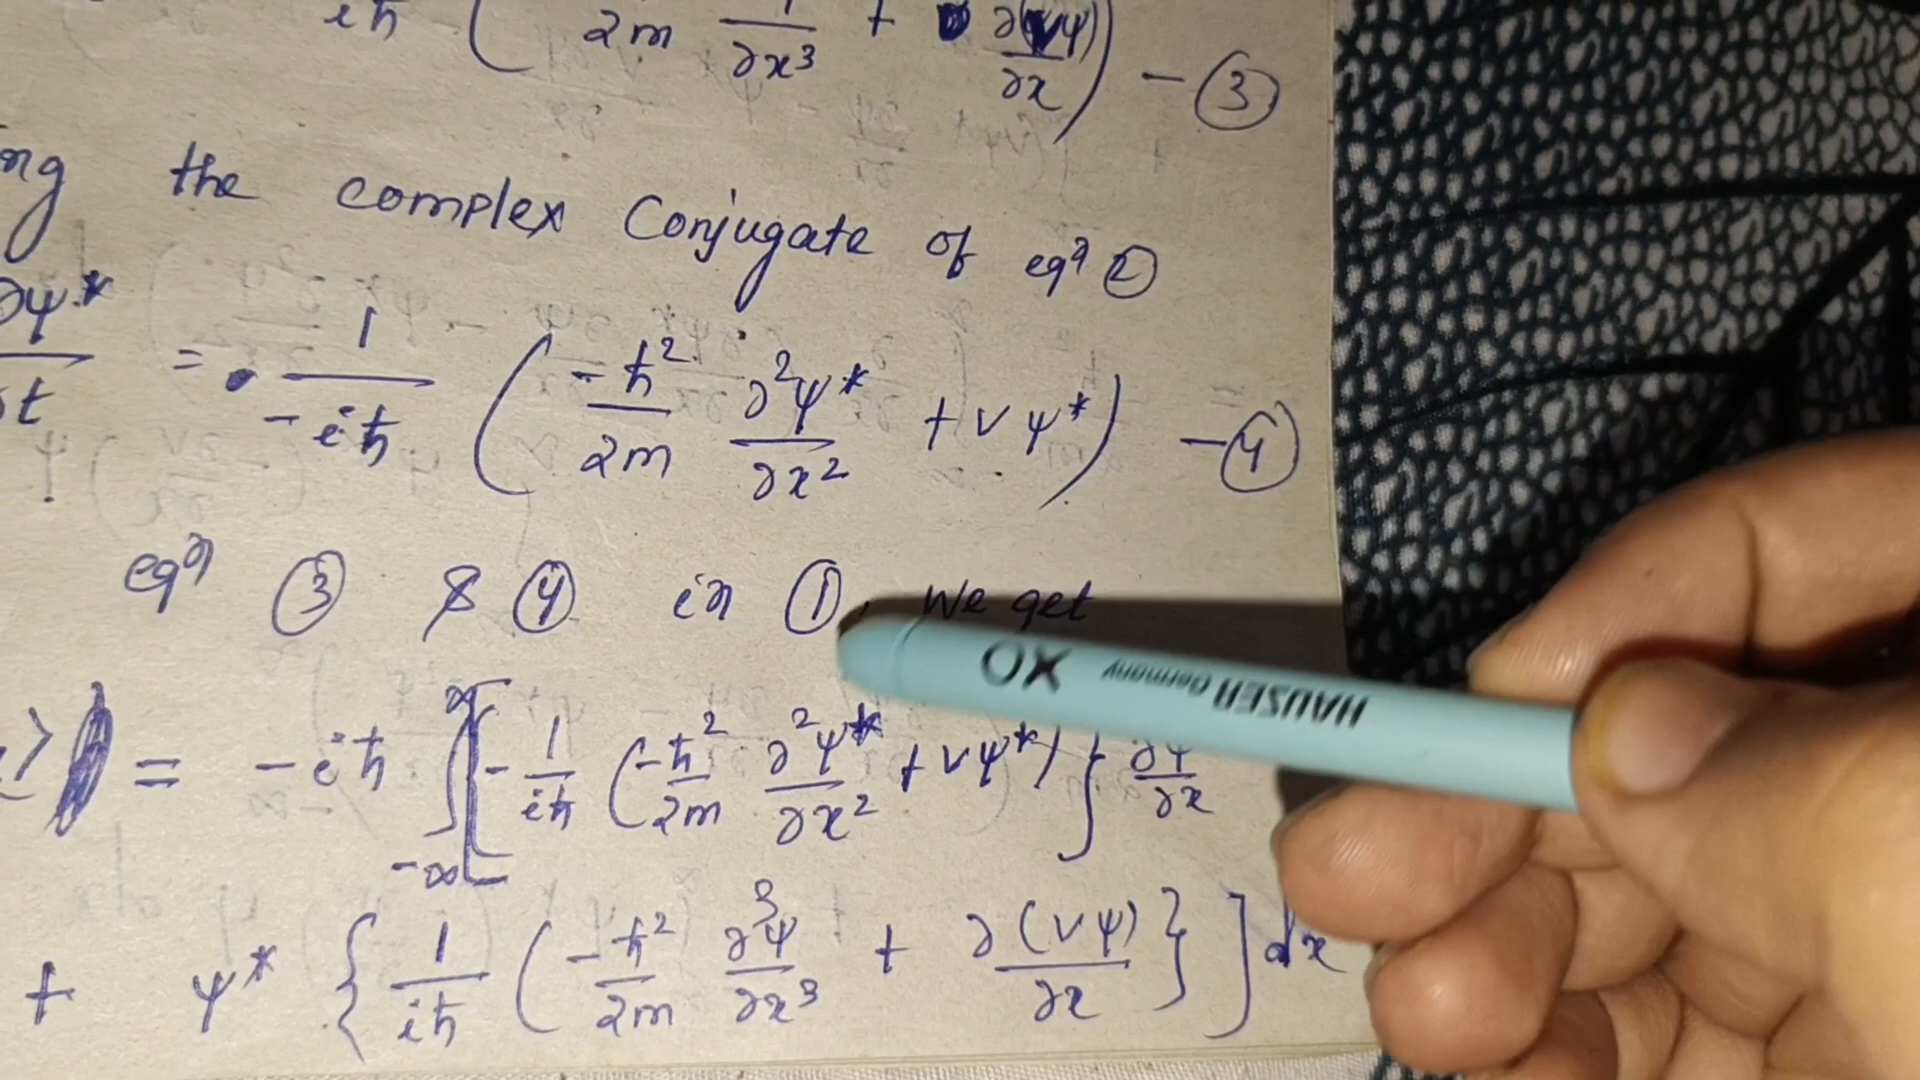 iħ ( 2m ∂x³ + ∂(Vψ)/∂x ) - ③
ng the complex Conjugate of eqⁿ ②
∂ψ*/∂t = 1/-iħ ( -ħ²/2m ∂²ψ*/∂x² + Vψ* ) - ④
eqⁿ ③ & ④ in ①, we get
> = -iħ ∫_{-∞}^{∞} [ { -1/iħ ( -ħ²/2m ∂²ψ*/∂x² + Vψ* ) } ∂ψ/∂x
+ ψ* { 1/iħ ( -ħ²/2m ∂³ψ/∂x³ + ∂(Vψ)/∂x } ] dx
HAUSER Germany XO